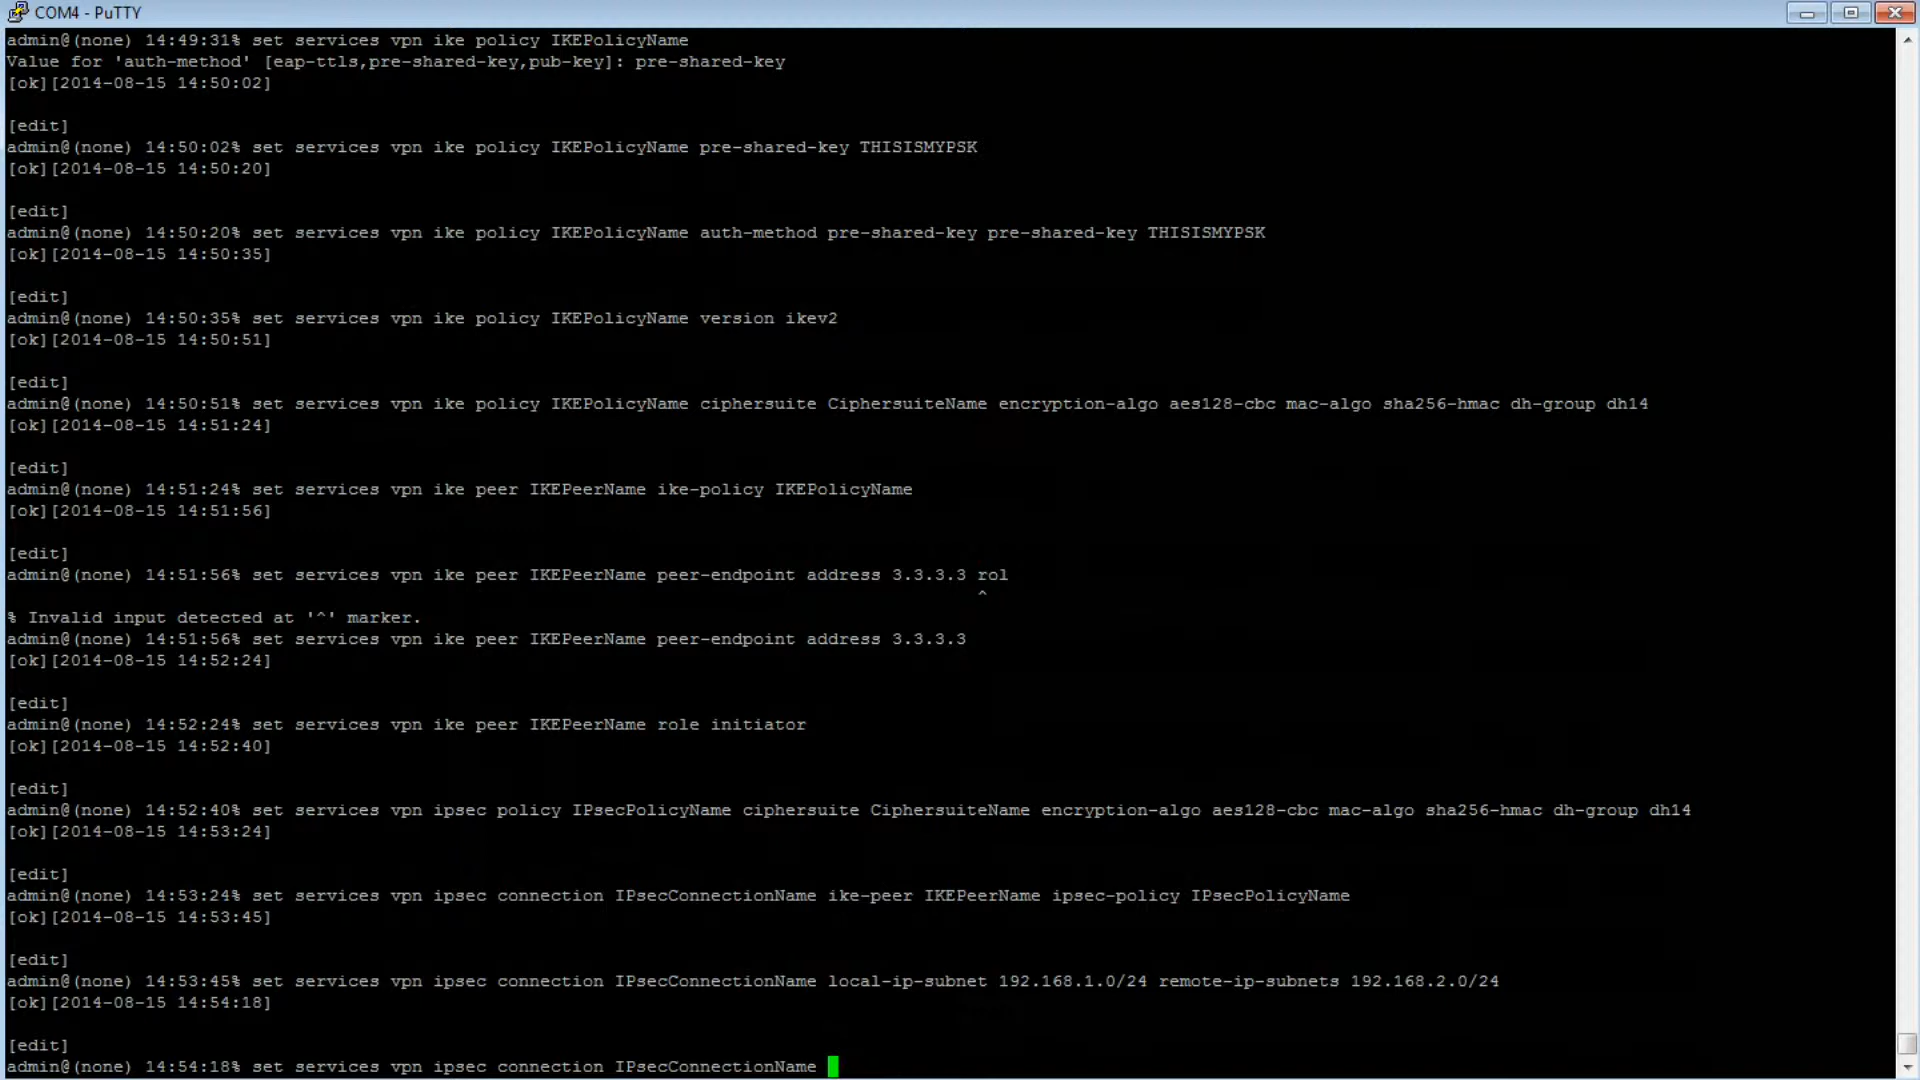 COM4 - PuTTY
admin@(none) 14:49:31% set services vpn ike policy IKEPolicyName
Value for 'auth-method' [eap-ttls,pre-shared-key,pub-key]: pre-shared-key
[ok][2014-08-15 14:50:02]
[edit]
admin@(none) 14:50:02% set services vpn ike policy IKEPolicyName pre-shared-key THISISMYPSK
[ok][2014-08-15 14:50:20]
[edit]
admin@(none) 14:50:20% set services vpn ike policy IKEPolicyName auth-method pre-shared-key pre-shared-key THISISMYPSK
[ok][2014-08-15 14:50:35]
[edit]
admin@(none) 14:50:35% set services vpn ike policy IKEPolicyName version ikev2
[ok][2014-08-15 14:50:51]
[edit]
admin@(none) 14:50:51% set services vpn ike policy IKEPolicyName ciphersuite CiphersuiteName encryption-algo aes128-cbc mac-algo sha256-hmac dh-group dh14
[ok][2014-08-15 14:51:24]
[edit]
admin@(none) 14:51:24% set services vpn ike peer IKEPeerName ike-policy IKEPolicyName
[ok][2014-08-15 14:51:56]
[edit]
admin@(none) 14:51:56% set services vpn ike peer IKEPeerName peer-endpoint address 3.3.3.3 rol
^
% Invalid input detected at '^' marker.
admin@(none) 14:51:56% set services vpn ike peer IKEPeerName peer-endpoint address 3.3.3.3
[ok][2014-08-15 14:52:24]
[edit]
admin@(none) 14:52:24% set services vpn ike peer IKEPeerName role initiator
[ok][2014-08-15 14:52:40]
[edit]
admin@(none) 14:52:40% set services vpn ipsec policy IPsecPolicyName ciphersuite CiphersuiteName encryption-algo aes128-cbc mac-algo sha256-hmac dh-group dh14
[ok][2014-08-15 14:53:24]
[edit]
admin@(none) 14:53:24% set services vpn ipsec connection IPsecConnectionName ike-peer IKEPeerName ipsec-policy IPsecPolicyName
[ok][2014-08-15 14:53:45]
[edit]
admin@(none) 14:53:45% set services vpn ipsec connection IPsecConnectionName local-ip-subnet 192.168.1.0/24 remote-ip-subnets 192.168.2.0/24
[ok][2014-08-15 14:54:18]
[edit]
admin@(none) 14:54:18% set services vpn ipsec connection IPsecConnectionName